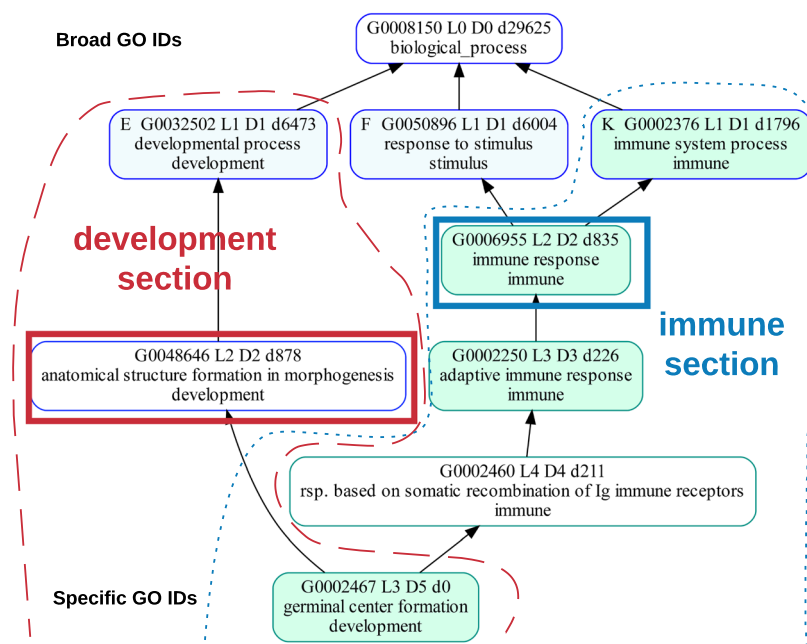 Broad GO IDs
G0008150 L0 D0 d29625
biological_process
E G0032502 L1 D1 d6473
developmental process
development
F G0050896 L1 D1 d6004
response to stimulus
stimulus
K G0002376 L1 D1 d1796
immune system process
immune
development
section
G0006955 L2 D2 d835
immune response
immune
immune
section
G0048646 L2 D2 d878
anatomical structure formation in morphogenesis
development
G0002250 L3 D3 d226
adaptive immune response
immune
G0002460 L4 D4 d211
rsp. based on somatic recombination of Ig immune receptors
immune
Specific GO IDs
G0002467 L3 D5 d0
germinal center formation
development